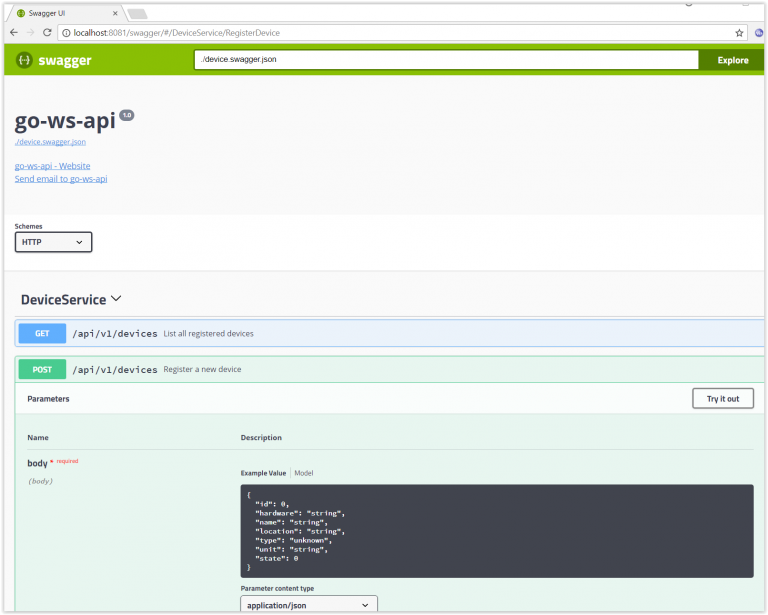 Swagger UI
localhost:8081/swagger/#/DeviceService/RegisterDevice
swagger
./device.swagger.json
Explore
go-ws-api 1.0
./device.swagger.json
go-ws-api - Website
Send email to go-ws-api
Schemes
HTTP
DeviceService
GET /api/v1/devices List all registered devices
POST /api/v1/devices Register a new device
Parameters
Try it out
Name Description
body * required
(body)
Example Value Model
{
"id": 0,
"hardware": "string",
"name": "string",
"location": "string",
"type": "unknown",
"unit": "string",
"state": 0
}
Parameter content type
application/json